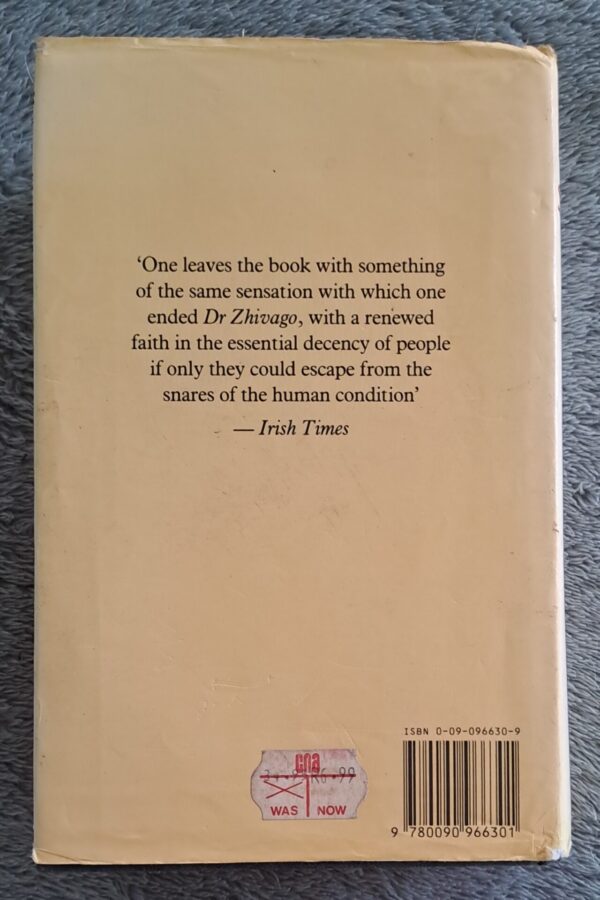 ‘One leaves the book with something
of the same sensation with which one
ended Dr Zhivago, with a renewed
faith in the essential decency of people
if only they could escape from the
snares of the human condition’
— Irish Times
ISBN 0-09-096630-9
cna
R6.99
WAS NOW
9 780090 966301